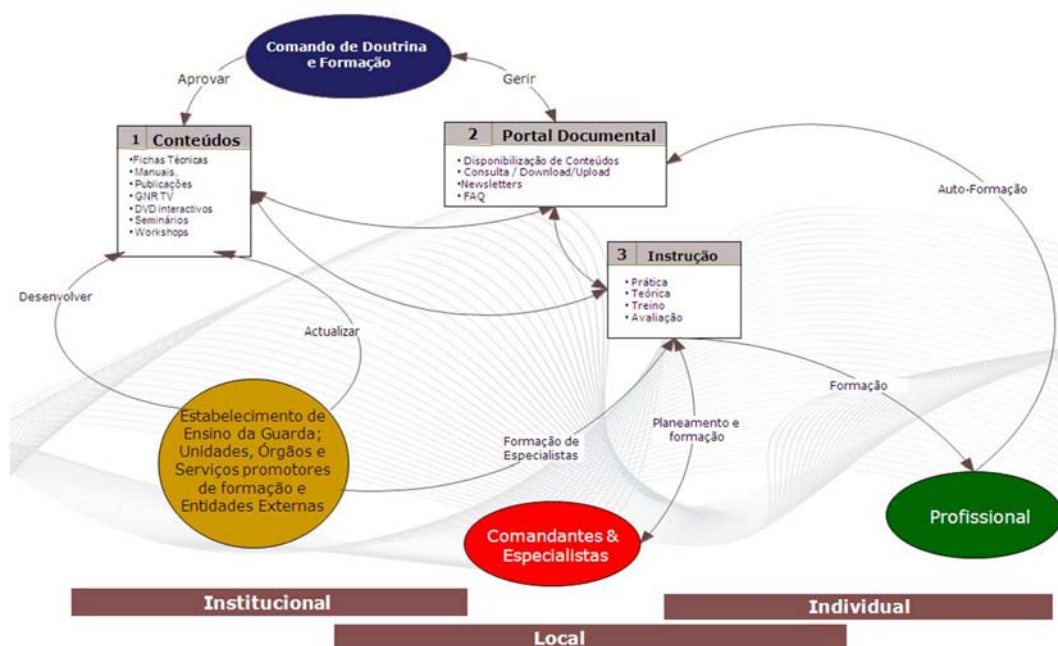 Comando de Doutrina
e Formação
Aprovar
Gerir
1 Conteúdos
•Fichas Técnicas
•Manuais.
•Publicações
•GNR TV
•DVD interactivos
•Seminários
•Workshops
2 Portal Documental
• Disponibilização de Conteúdos
• Consulta / Download/Upload
•Newsletters
• FAQ
Auto-Formação
3 Instrução
• Prática
• Teórica
• Treino
• Avaliação
Desenvolver
Actualizar
Formação
Estabelecimento de
Ensino da Guarda;
Unidades, Órgãos e
Serviços promotores
de formação e
Entidades Externas
Formação de
Especialistas
Planeamento e
formação
Comandantes &
Especialistas
Profissional
Institucional
Individual
Local